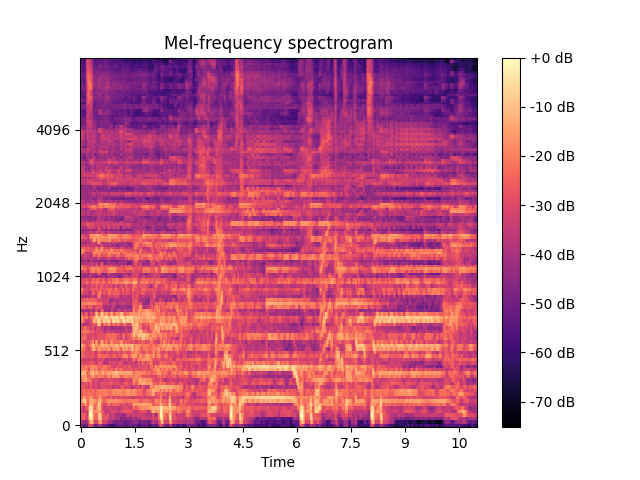 Mel-frequency spectrogram
Hz
4096
2048
1024
512
0
0 1.5 3 4.5 6 7.5 9 10
Time
+0 dB
-10 dB
-20 dB
-30 dB
-40 dB
-50 dB
-60 dB
-70 dB